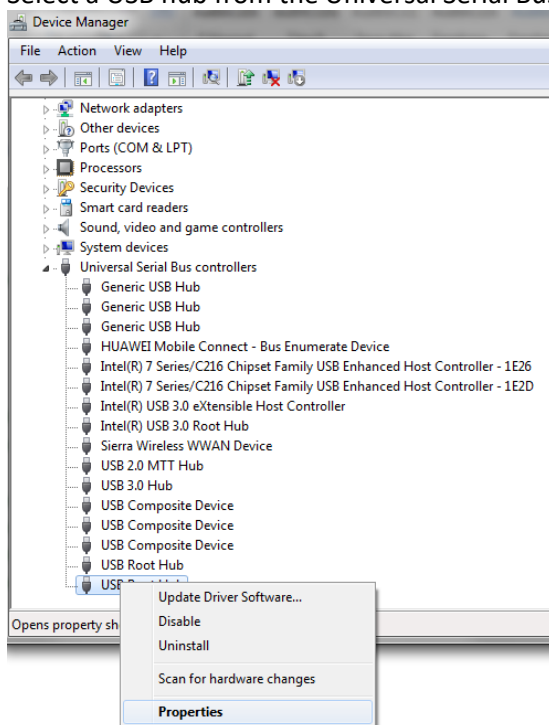 Select a USB hub from the Universal Serial Bus
Device Manager
File Action View Help
Network adapters
Other devices
Ports (COM & LPT)
Processors
Security Devices
Smart card readers
Sound, video and game controllers
System devices
Universal Serial Bus controllers
Generic USB Hub
Generic USB Hub
Generic USB Hub
HUAWEI Mobile Connect - Bus Enumerate Device
Intel(R) 7 Series/C216 Chipset Family USB Enhanced Host Controller - 1E26
Intel(R) 7 Series/C216 Chipset Family USB Enhanced Host Controller - 1E2D
Intel(R) USB 3.0 eXtensible Host Controller
Intel(R) USB 3.0 Root Hub
Sierra Wireless WWAN Device
USB 2.0 MTT Hub
USB 3.0 Hub
USB Composite Device
USB Composite Device
USB Composite Device
USB Root Hub
USB Root Hub
Update Driver Software...
Opens property sh
Disable
Uninstall
Scan for hardware changes
Properties